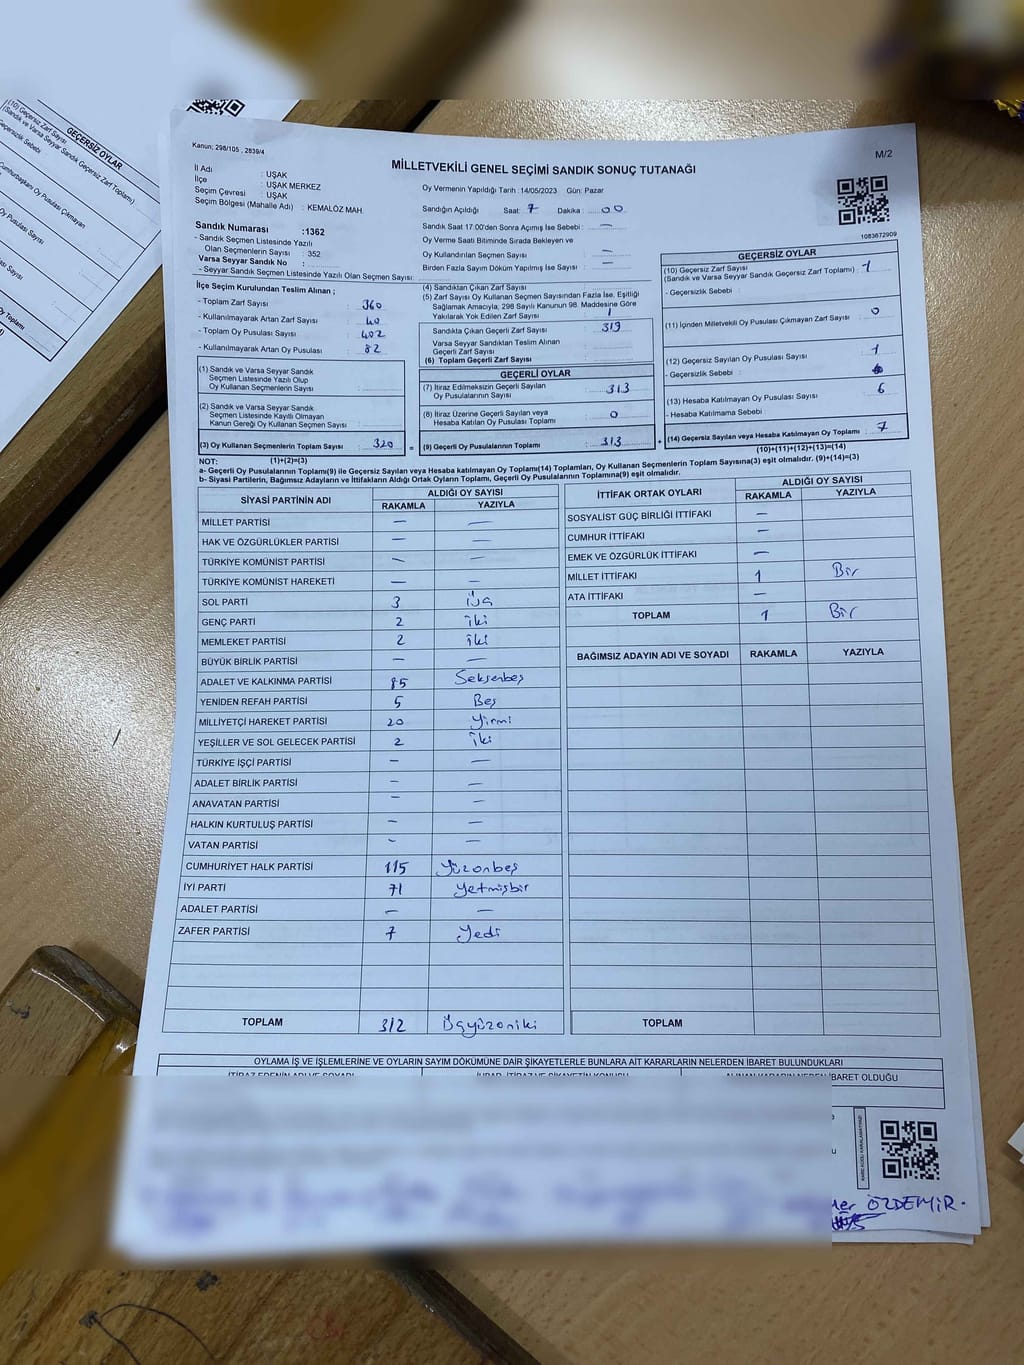 (10) Geçersiz Zarf Sayısı
(Sandık ve Varsa Seyyar Sandık Geçersiz Zarf Toplamı)
GEÇERSİZ OYLAR
Kanun; 298/105 , 2839/4
M/2
MİLLETVEKİLİ GENEL SEÇİMİ SANDIK SONUÇ TUTANAĞI
İl Adı : UŞAK
İlçe : UŞAK MERKEZ
Seçim Çevresi : UŞAK
Seçim Bölgesi (Mahalle Adı) : KEMALÖZ MAH
Oy Vermenin Yapıldığı Tarih :14/05/2023 Gün: Pazar
Sandığın Açıldığı Saat: 7 Dakika : 00
Sandık Numarası :1362
- Sandık Seçmen Listesinde Yazılı
Olan Seçmenlerin Sayısı : 352
Varsa Seyyar Sandık No :
- Seyyar Sandık Seçmen Listesinde Yazılı Olan Seçmen Sayısı:
Sandık Saat 17:00'den Sonra Açımış İse Sebebi : —
Oy Verme Saati Bitiminde Sırada Bekleyen ve
Oy Kullandırılan Seçmen Sayısı : —
Birden Fazla Sayım Döküm Yapılmış İse Sayısı : —
1083672909
İlçe Seçim Kurulundan Teslim Alınan ;
- Toplam Zarf Sayısı : 360
- Kullanılmayarak Artan Zarf Sayısı : 40
- Toplam Oy Pusulası Sayısı : 402
- Kullanılmayarak Artan Oy Pusulası : 82
(4) Sandıktan Çıkan Zarf Sayısı :
(5) Zarf Sayısı Oy Kullanan Seçmen Sayısından Fazla İse, Eşitliği
Sağlamak Amacıyla; 298 Sayılı Kanunun 98. Maddesine Göre
Yakılarak Yok Edilen Zarf Sayısı :
Sandıkta Çıkan Geçerli Zarf Sayısı : 319
Varsa Seyyar Sandıktan Teslim Alınan
Geçerli Zarf Sayısı :
(6) Toplam Geçerli Zarf Sayısı :
GEÇERSİZ OYLAR
(10) Geçersiz Zarf Sayısı
(Sandık ve Varsa Seyyar Sandık Geçersiz Zarf Toplamı) : 1
- Geçersizlik Sebebi :
(11) İçinden Milletvekili Oy Pusulası Çıkmayan Zarf Sayısı : 0
(12) Geçersiz Sayılan Oy Pusulası Sayısı : 1
- Geçersizlik Sebebi :
(13) Hesaba Katılmayan Oy Pusulası Sayısı : 6
- Hesaba Katılmama Sebebi :
(14) Geçersiz Sayılan veya Hesaba Katılmayan Oy Toplamı : 7
(10)+(11)+(12)+(13)=(14)
(1) Sandık ve Varsa Seyyar Sandık
Seçmen Listesinde Yazılı Olup
Oy Kullanan Seçmenlerin Sayısı :
(2) Sandık ve Varsa Seyyar Sandık
Seçmen Listesinde Kayıtlı Olmayan
Kanun Gereği Oy Kullanan Seçmen Sayısı :
(3) Oy Kullanan Seçmenlerin Toplam Sayısı : 320
(1)+(2)=(3)
GEÇERLİ OYLAR
(7) İtiraz Edilmeksizin Geçerli Sayılan
Oy Pusulalarının Sayısı : 313
(8) İtiraz Üzerine Geçerli Sayılan veya
Hesaba Katılan Oy Pusulası Toplamı : 0
= (9) Geçerli Oy Pusulalarının Toplamı : 313 +
NOT:
a- Geçerli Oy Pusulalarının Toplamı(9) ile Geçersiz Sayılan veya Hesaba katılmayan Oy Toplamı(14) Toplamları, Oy Kullanan Seçmenlerin Toplam Sayısına(3) eşit olmalıdır. (9)+(14)=(3)
b- Siyasi Partilerin, Bağımsız Adayların ve İttifakların Aldığı Ortak Oyların Toplamı, Geçerli Oy Pusulalarının Toplamına(9) eşit olmalıdır.
SİYASİ PARTİNİN ADI ALDIĞI OY SAYISI
RAKAMLA YAZIYLA
MİLLET PARTİSİ — —
HAK VE ÖZGÜRLÜKLER PARTİSİ — —
TÜRKİYE KOMÜNİST PARTİSİ — —
TÜRKİYE KOMÜNİST HAREKETİ — —
SOL PARTİ 3 Üç
GENÇ PARTİ 2 İki
MEMLEKET PARTİSİ 2 İki
BÜYÜK BİRLİK PARTİSİ — —
ADALET VE KALKINMA PARTİSİ 85 Seksenbeş
YENİDEN REFAH PARTİSİ 5 Beş
MİLLİYETÇİ HAREKET PARTİSİ 20 Yirmi
YEŞİLLER VE SOL GELECEK PARTİSİ 2 İki
TÜRKİYE İŞÇİ PARTİSİ — —
ADALET BİRLİK PARTİSİ — —
ANAVATAN PARTİSİ — —
HALKIN KURTULUŞ PARTİSİ — —
VATAN PARTİSİ — —
CUMHURİYET HALK PARTİSİ 115 Yüzonbeş
İYİ PARTİ 71 Yetmişbir
ADALET PARTİSİ — —
ZAFER PARTİSİ 7 Yedi
TOPLAM 312 Üçyüzoniki
İTTİFAK ORTAK OYLARI ALDIĞI OY SAYISI
RAKAMLA YAZIYLA
SOSYALİST GÜÇ BİRLİĞİ İTTİFAKI —
CUMHUR İTTİFAKI —
EMEK VE ÖZGÜRLÜK İTTİFAKI —
MİLLET İTTİFAKI 1 Bir
ATA İTTİFAKI —
TOPLAM 1 Bir
BAĞIMSIZ ADAYIN ADI VE SOYADI RAKAMLA YAZIYLA
TOPLAM
OYLAMA İŞ VE İŞLEMLERİNE VE OYLARIN SAYIM DÖKÜMÜNE DAİR ŞİKAYETLERLE BUNLARA AİT KARARLARIN NELERDEN İBARET BULUNDUKLARI
İBARET OLDUĞU
ÖZDEMİR.